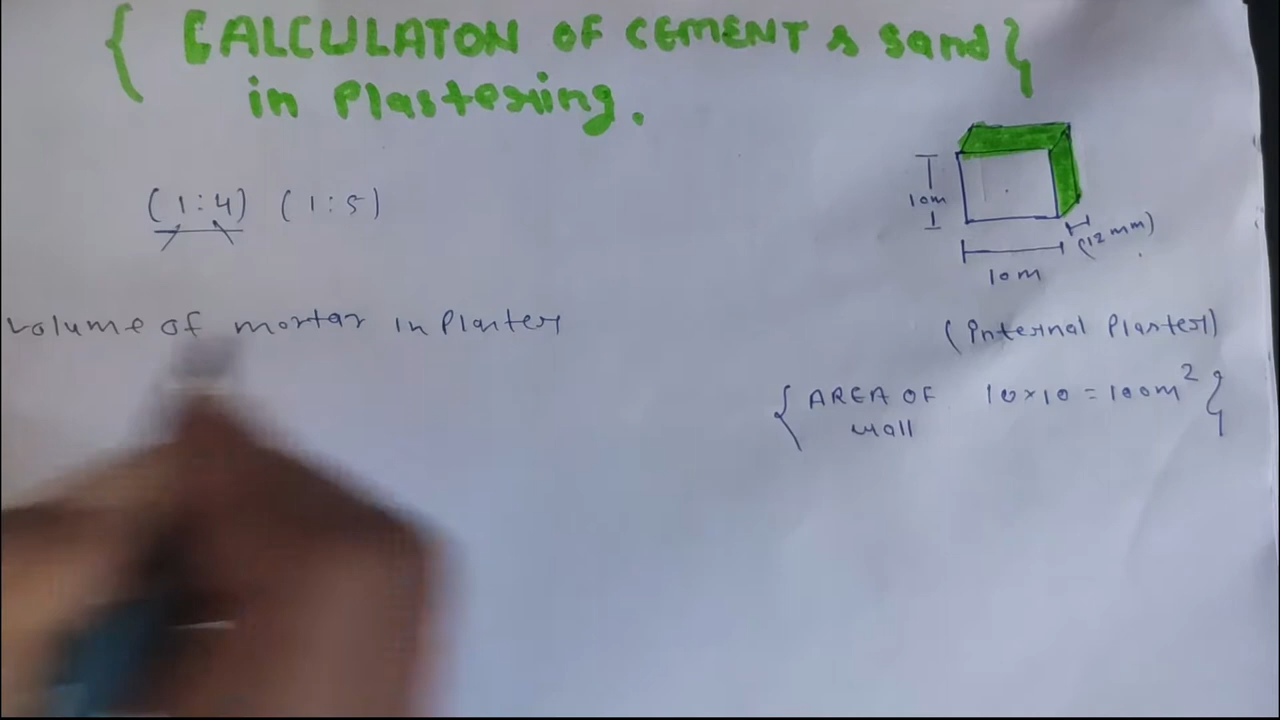 { CALCULATON OF CEMENT & Sand }
in Plastering.
(1:4) (1:5)
10m
(12 mm)
10m
volume of mortar in Plaster
(internal Plaster)
{ AREA OF 10×10 = 100m² }
wall